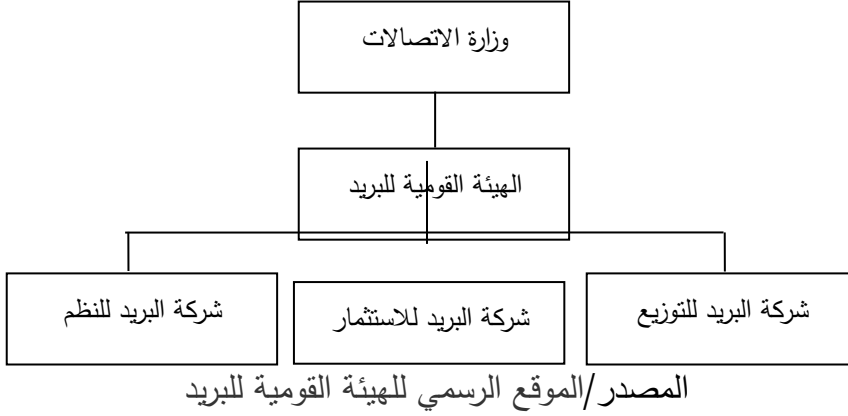 وزارة الاتصالات
الهيئة القومية للبريد
شركة البريد للتوزيع
شركة البريد للاستثمار
شركة البريد للنظم
المصدر/الموقع الرسمي للهيئة القومية للبريد